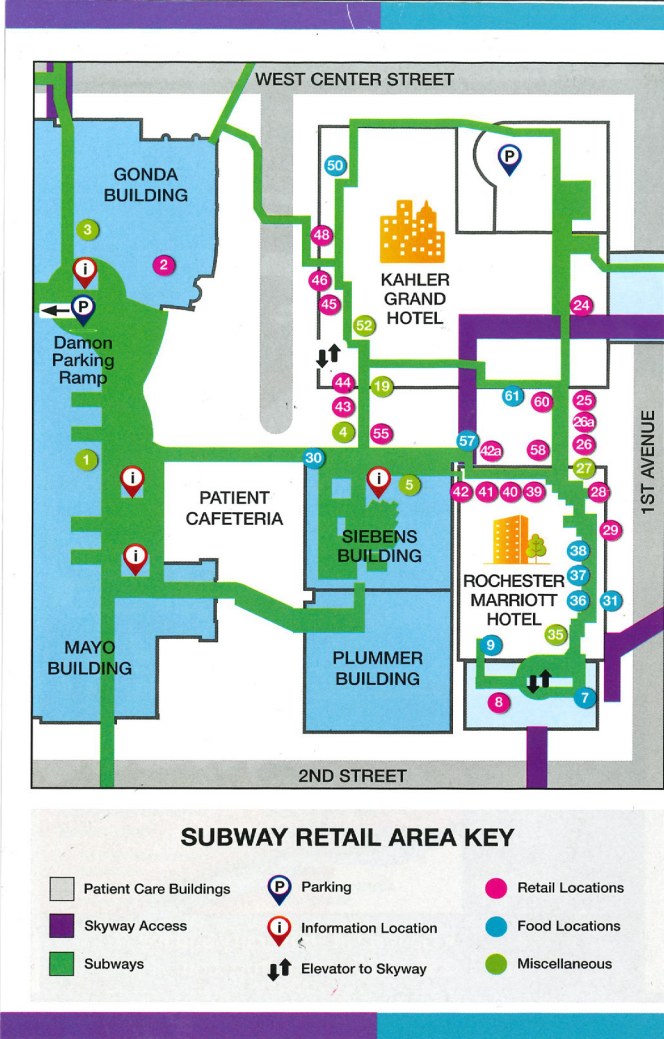 WEST CENTER STREET
GONDA
BUILDING
P
50
3
48
2
i
46
KAHLER
GRAND
HOTEL
45
24
P
52
Damon
Parking
Ramp
44
19
61
60
25
43
26a
4
55
57
42a
58
26
1
30
27
i
i
5
42
41
40
39
28
PATIENT
CAFETERIA
29
SIEBENS
BUILDING
38
i
ROCHESTER
MARRIOTT
HOTEL
37
36
31
1ST AVENUE
MAYO
BUILDING
35
9
PLUMMER
BUILDING
8
7
2ND STREET
SUBWAY RETAIL AREA KEY
Patient Care Buildings
P
Parking
Retail Locations
Skyway Access
i
Information Location
Food Locations
Subways
Elevator to Skyway
Miscellaneous